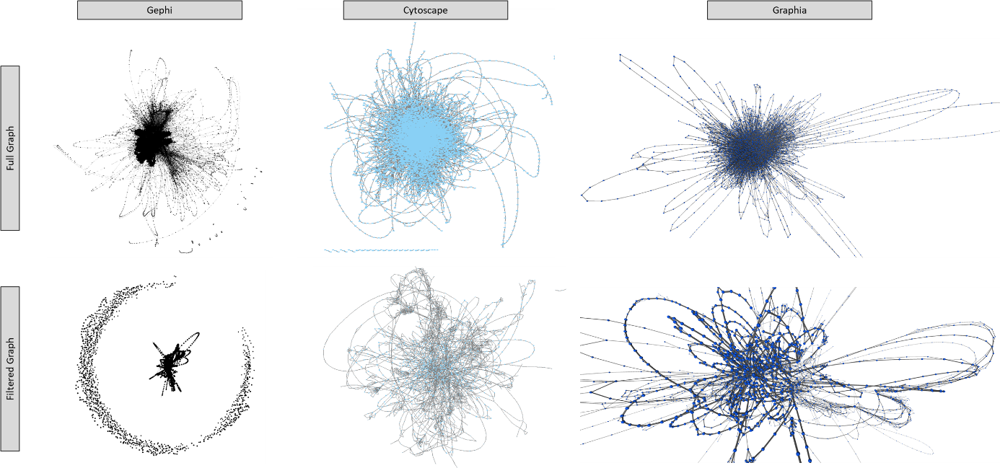 Gephi
Cytoscape
Graphia
Full Graph
Filtered Graph